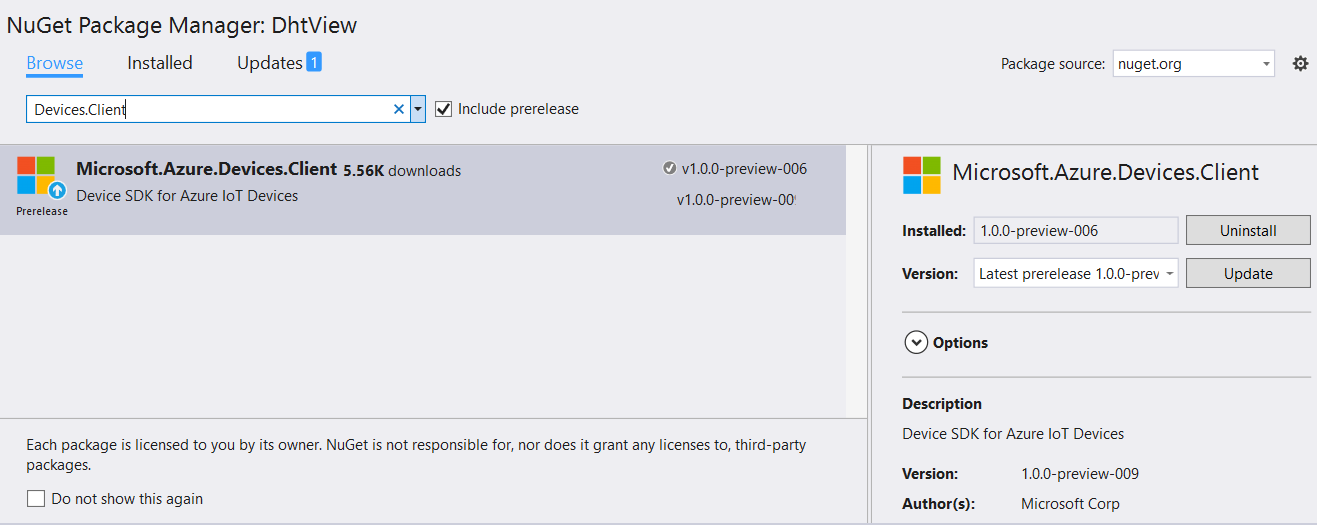 NuGet Package Manager: DhtView
Browse Installed Updates 1
Package source: nuget.org
Devices.Client
Include prerelease
Microsoft.Azure.Devices.Client 5.56K downloads
v1.0.0-preview-006
Device SDK for Azure IoT Devices
v1.0.0-preview-00
Prerelease
Each package is licensed to you by its owner. NuGet is not responsible for, nor does it grant any licenses to, third-party
packages.
Do not show this again
Microsoft.Azure.Devices.Client
Installed: 1.0.0-preview-006 Uninstall
Version: Latest prerelease 1.0.0-prev Update
Options
Description
Device SDK for Azure IoT Devices
Version: 1.0.0-preview-009
Author(s): Microsoft Corp